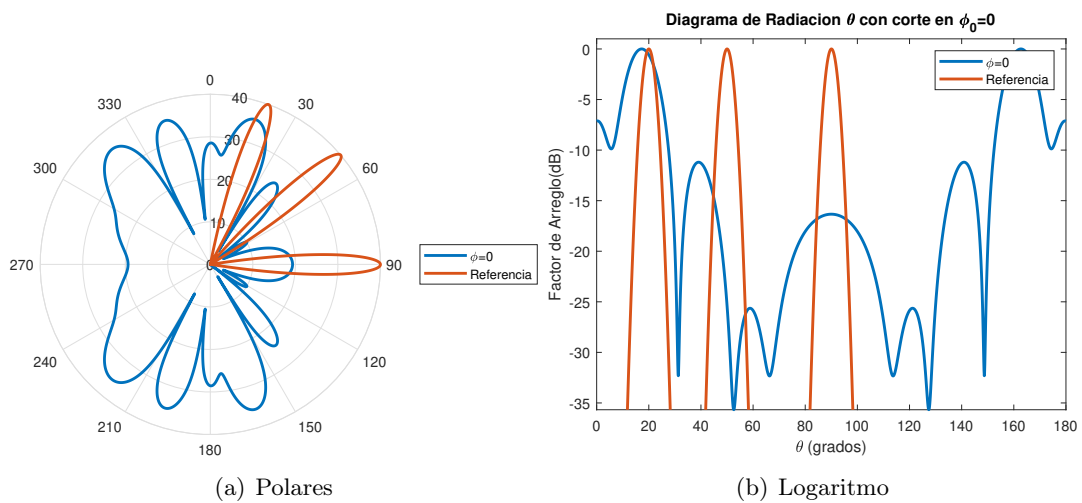 0
30
60
90
120
150
180
210
240
270
300
330
0
10
20
30
40
φ=0
Referencia
(a) Polares
Diagrama de Radiacion θ con corte en φ₀=0
Factor de Arreglo(dB)
0
-5
-10
-15
-20
-25
-30
-35
0 20 40 60 80 100 120 140 160 180
θ (grados)
φ=0
Referencia
(b) Logaritmo